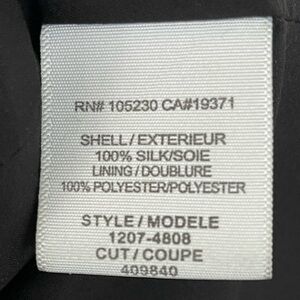 RN# 105230 CA#19371
SHELL/EXTERIEUR
100% SILK/SOIE
LINING/DOUBLURE
100% POLYESTER/POLYESTER
STYLE/MODELE
1207-4808
CUT/COUPE
409840